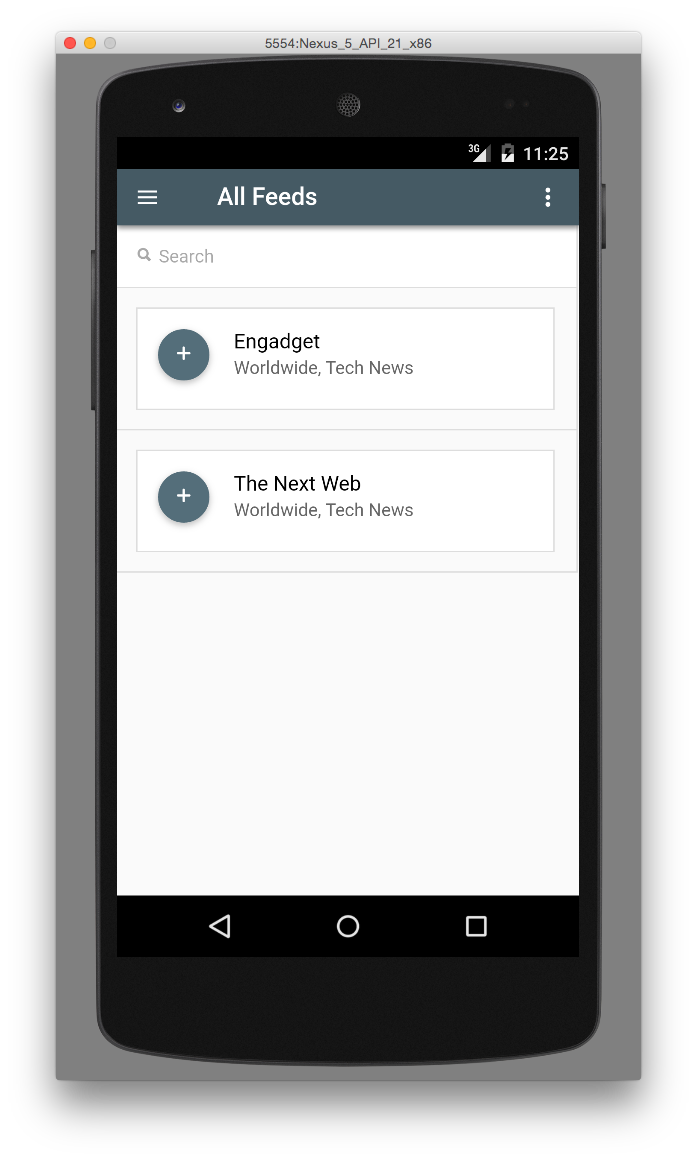 5554:Nexus_5_API_21_x86
3G 11:25
All Feeds
Search
Engadget
Worldwide, Tech News
The Next Web
Worldwide, Tech News